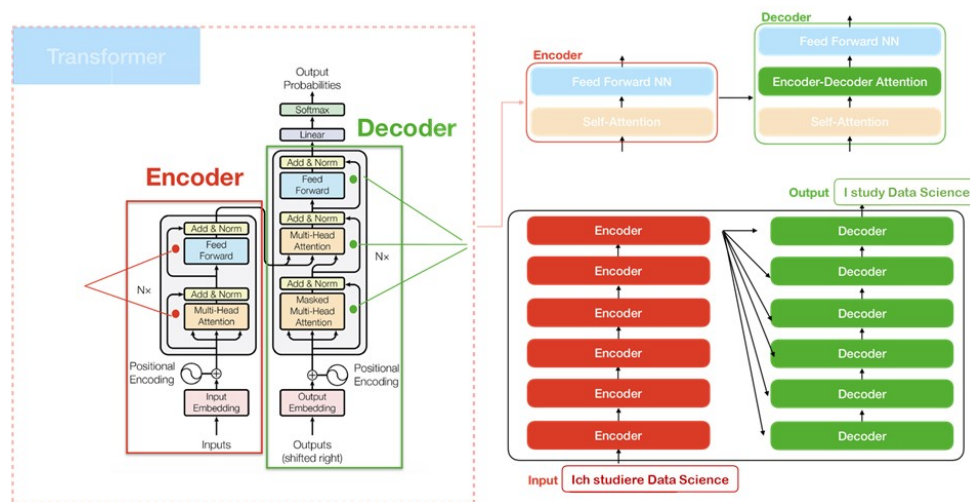 Transformer
Output
Probabilities
Softmax
Linear
Decoder
Add & Norm
Feed
Forward
Add & Norm
Multi-Head
Attention
Nx
Add & Norm
Masked
Multi-Head
Attention
Positional
Encoding
Output
Embedding
Outputs
(shifted right)
Encoder
Add & Norm
Feed
Forward
Nx
Add & Norm
Multi-Head
Attention
Positional
Encoding
Input
Embedding
Inputs
Encoder
Feed Forward NN
Self-Attention
Decoder
Feed Forward NN
Encoder-Decoder Attention
Self-Attention
Output I study Data Science
Encoder
Encoder
Encoder
Encoder
Encoder
Encoder
Decoder
Decoder
Decoder
Decoder
Decoder
Decoder
Input Ich studiere Data Science